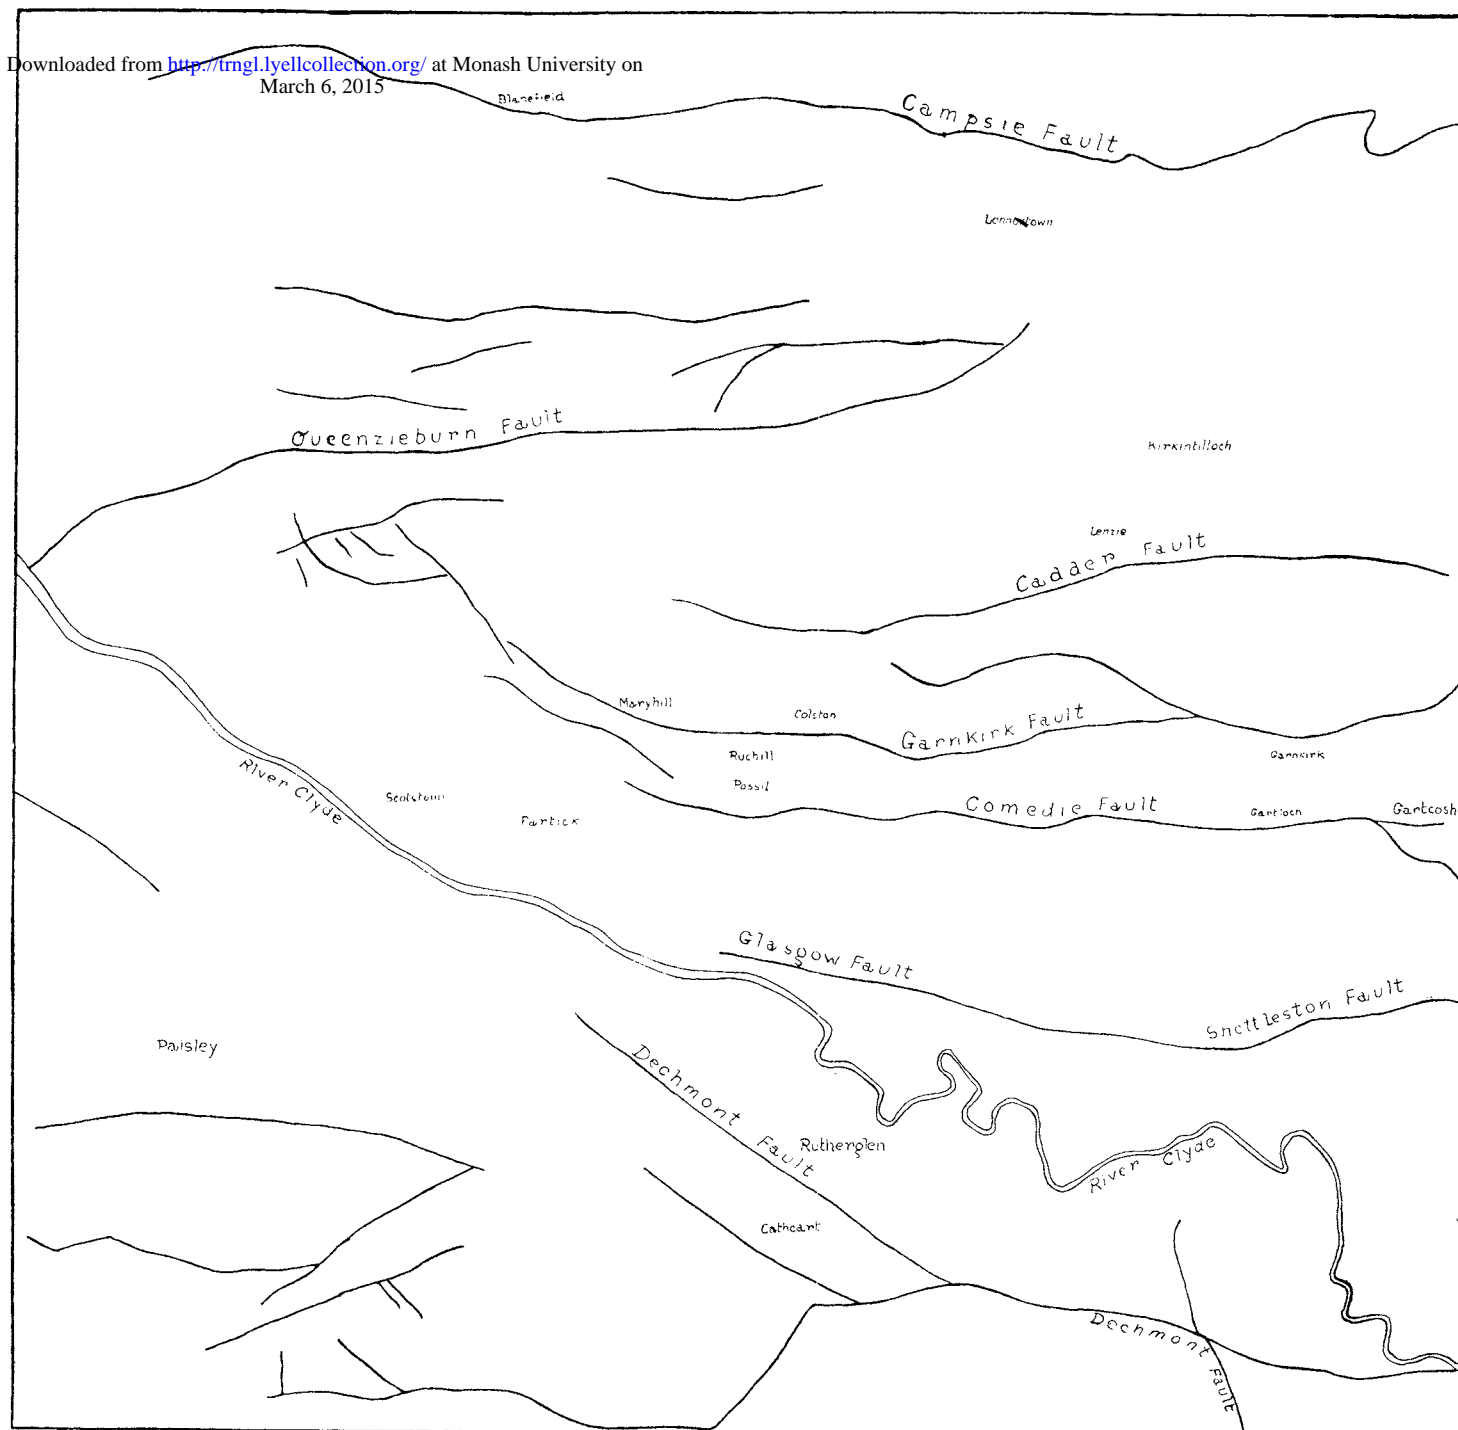 Downloaded from http://trngl.lyellcollection.org/ at Monash University on
March 6, 2015
Blanefield
Campsie Fault
Lennoxtown
Queenzieburn Fault
Kirkintilloch
Lenzie
Cadder Fault
Maryhill
Colston
Garnkirk Fault
Ruchill
Garnkirk
River Clyde
Possil
Scotstoun
Partick
Comedie Fault
Gartloch
Gartcosh
Glasgow Fault
Shettleston Fault
Paisley
Dechmont Fault
Rutherglen
River Clyde
Cathcart
Dechmont Fault